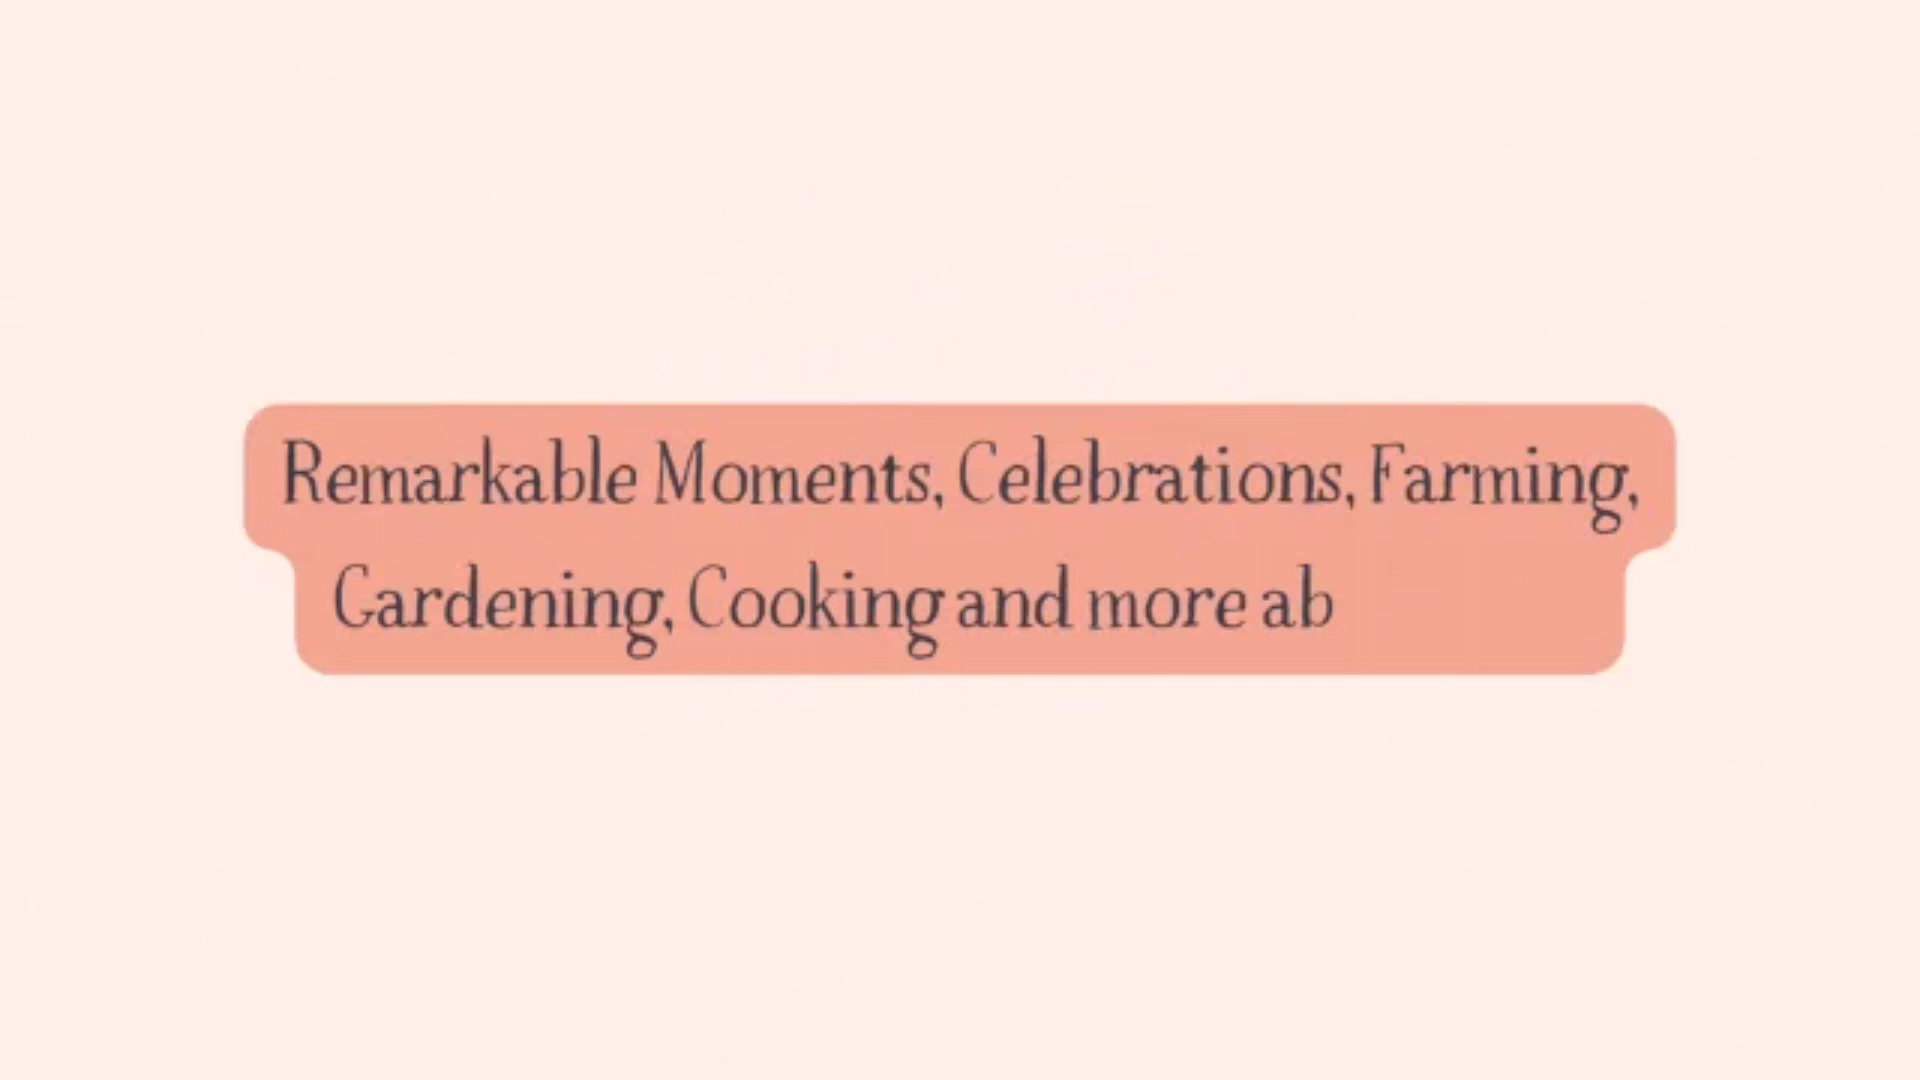 Remarkable Moments, Celebrations, Farming,
Gardening, Cooking and more ab